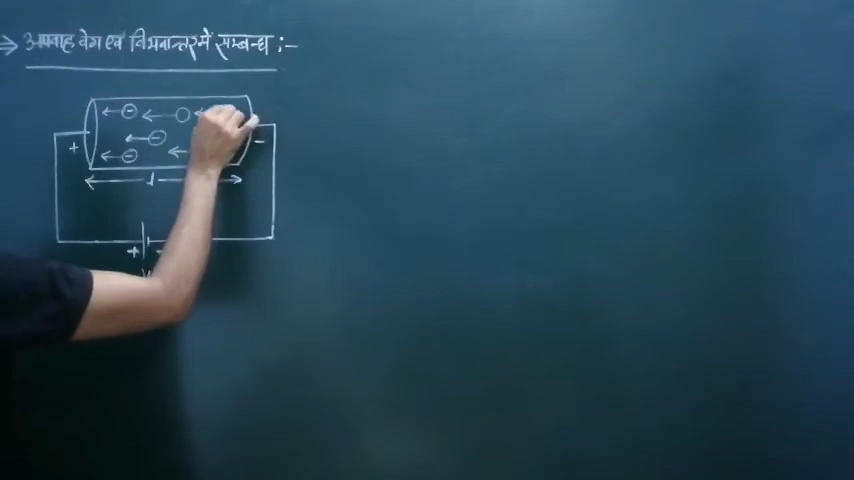 ⇒ अपवाह वेग एवं विभवान्तर में सम्बन्ध :-
+ -
l
+ -
V